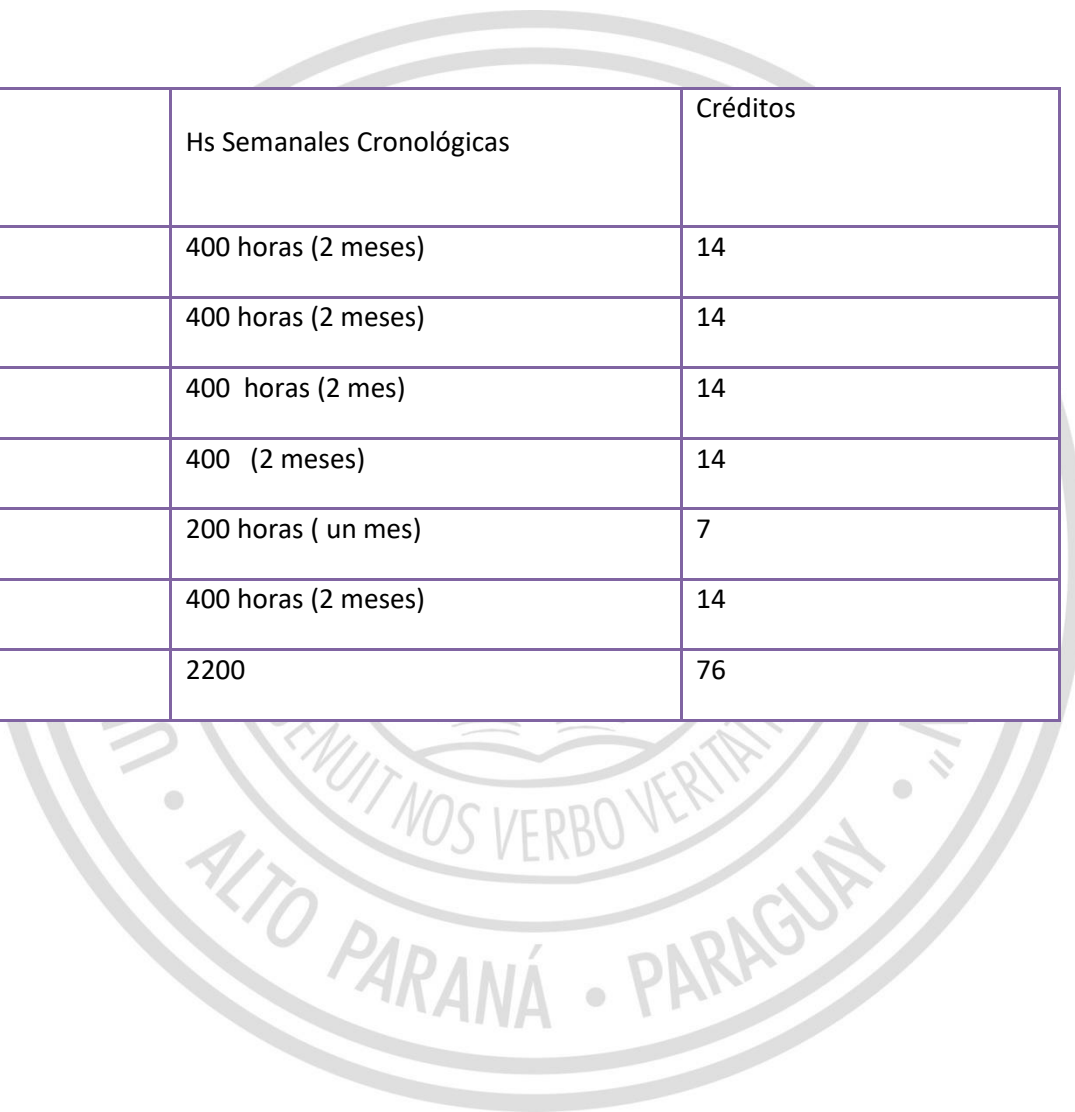 Hs Semanales Cronológicas
Créditos
400 horas (2 meses)
14
400 horas (2 meses)
14
400  horas (2 mes)
14
400   (2 meses)
14
200 horas ( un mes)
7
400 horas (2 meses)
14
2200
76
NOS VERBO
ALTO PARANÁ • PARAGUAY •